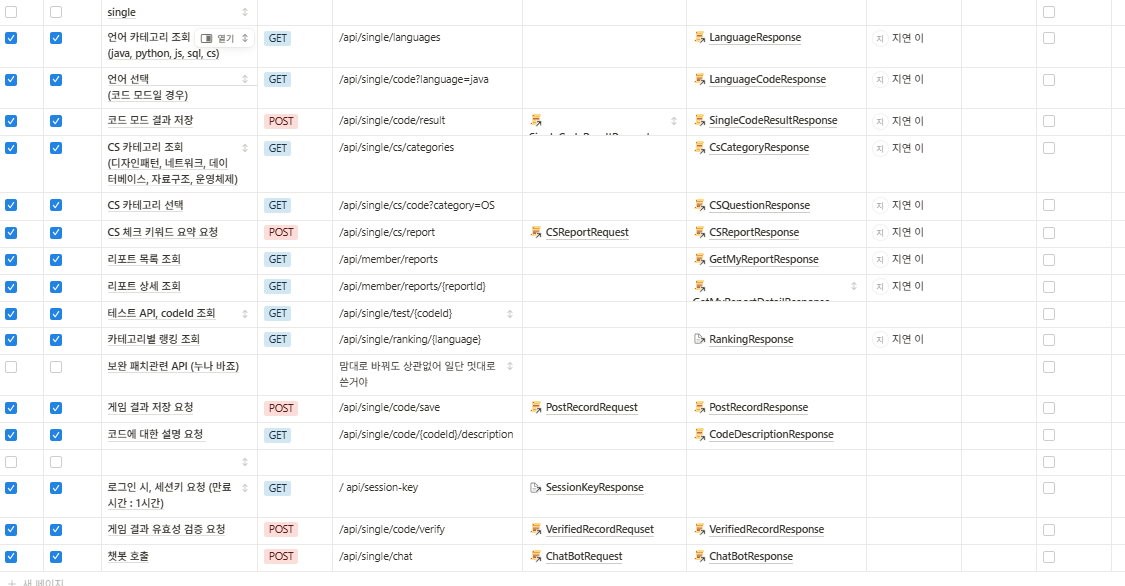 single
언어 카테고리 조회 열기 GET /api/single/languages LanguageResponse 지 지연 이
(java, python, js, sql, cs)
언어 선택 GET /api/single/code?language=java LanguageCodeResponse 지 지연 이
(코드 모드일 경우)
코드 모드 결과 저장 POST /api/single/code/result SingleCodeResultResponse 지 지연 이
CS 카테고리 조회 GET /api/single/cs/categories CsCategoryResponse 지 지연 이
(디자인패턴, 네트워크, 데이
터베이스, 자료구조, 운영체제)
CS 카테고리 선택 GET /api/single/cs/code?category=OS CSQuestionResponse 지 지연 이
CS 체크 키워드 요약 요청 POST /api/single/cs/report CSReportRequest CSReportResponse 지 지연 이
리포트 목록 조회 GET /api/member/reports GetMyReportResponse 지 지연 이
리포트 상세 조회 GET /api/member/reports/{reportId} GetMyReportDetailResponse 지 지연 이
테스트 API, codeId 조회 GET /api/single/test/{codeId}
카테고리별 랭킹 조회 GET /api/single/ranking/{language} RankingResponse 지 지연 이
보완 패치관련 API (누나 바죠) 맘대로 바꿔도 상관없어 일단 멋대로
쓴거야
게임 결과 저장 요청 POST /api/single/code/save PostRecordRequest PostRecordResponse
코드에 대한 설명 요청 GET /api/single/code/{codeId}/description CodeDescriptionResponse
로그인 시, 세션키 요청 (만료 GET / api/session-key SessionKeyResponse
시간 : 1시간)
게임 결과 유효성 검증 요청 POST /api/single/code/verify VerifiedRecordRequset VerifiedRecordResponse
챗봇 호출 POST /api/single/chat ChatBotRequest ChatBotResponse
새 페이지